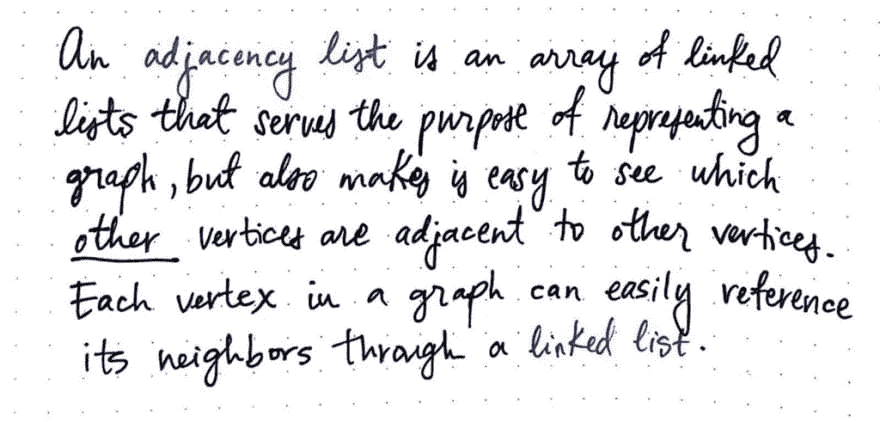 An adjacency list is an array of linked
lists that serves the purpose of representing a
graph, but also makes is easy to see which
other vertices are adjacent to other vertices.
Each vertex in a graph can easily reference
its neighbors through a linked list.